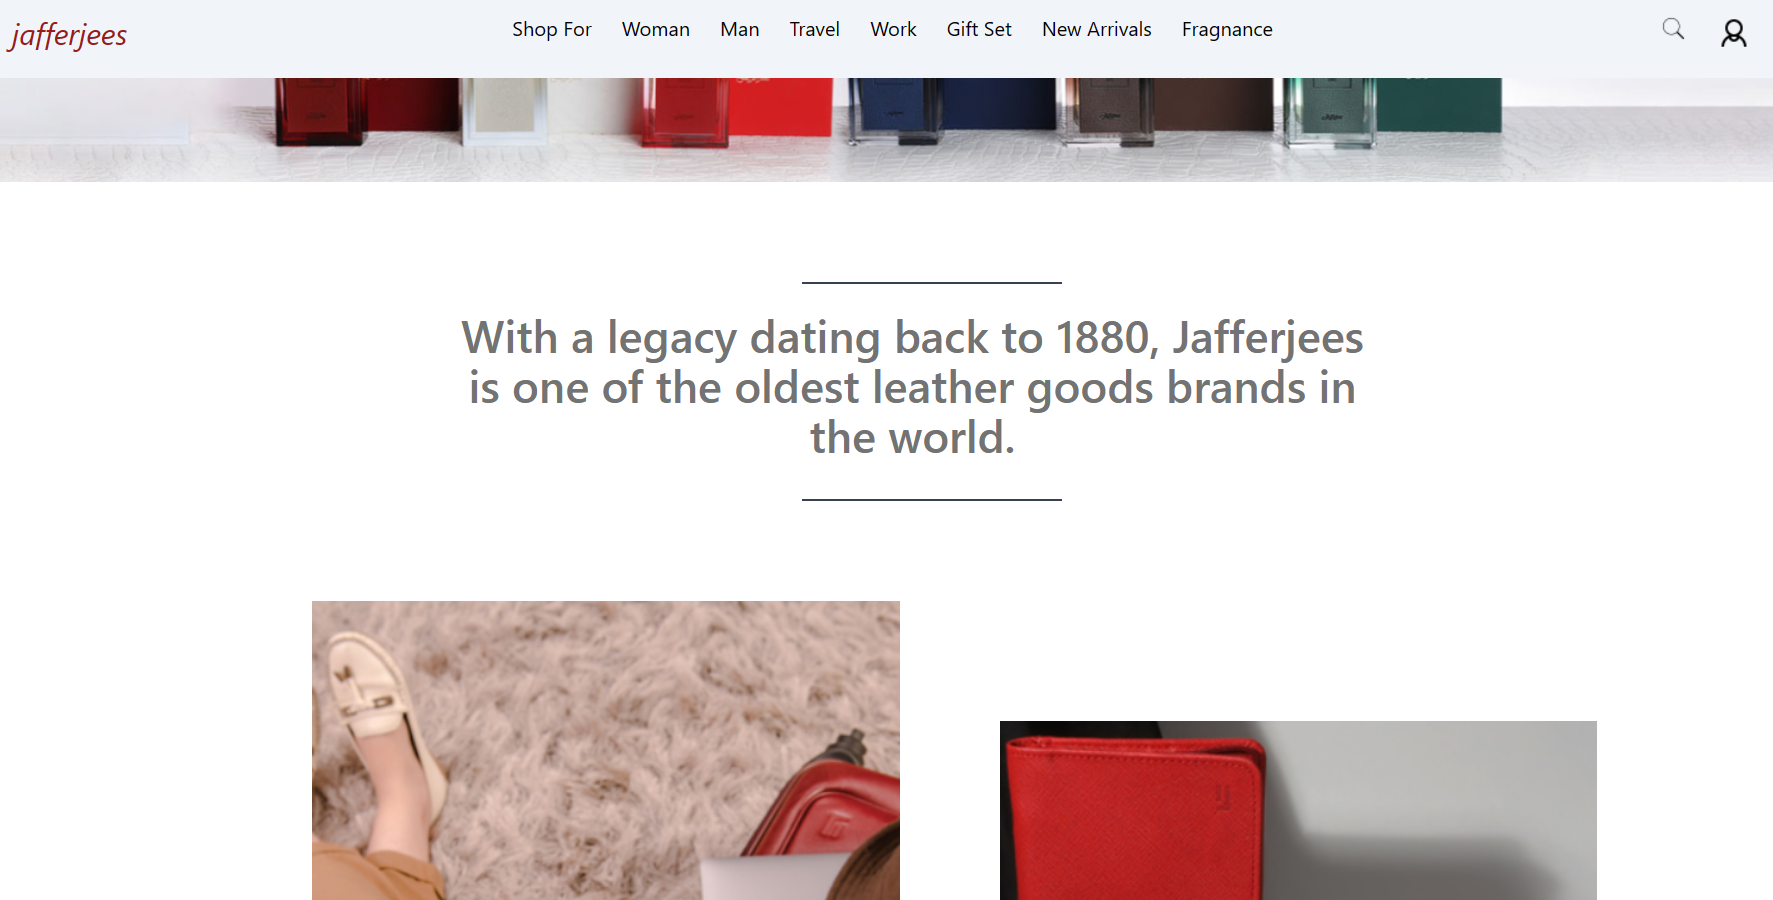 jafferjees
Shop For Woman Man Travel Work Gift Set New Arrivals Fragnance
With a legacy dating back to 1880, Jafferjees
is one of the oldest leather goods brands in
the world.